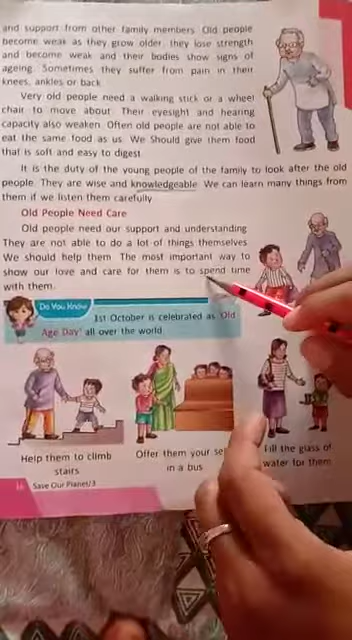 and support from other family members. Old people
become weak as they grow older, they lose strength
and become weak and their bodies show signs of
ageing. Sometimes they suffer from pain in their
knees, ankles or back.
Very old people need a walking stick or a wheel
chair to move about. Their eyesight and hearing
capacity also weaken. Often old people are not able to
eat the same food as us. We Should give them food
that is soft and easy to digest.
It is the duty of the young people of the family to look after the old
people. They are wise and knowledgeable. We can learn many things from
them if we listen them carefully.
Old People Need Care
Old people need our support and understanding
They are not able to do a lot of things themselves
We should help them. The most important way to
show our love and care for them is to spend time
with them.
Do You Know
1st October is celebrated as 'Old
Age Day' all over the world.
Help them to climb
stairs
Offer them your
in a bus
Fill the glass of
water for them
Save Our Planet/3